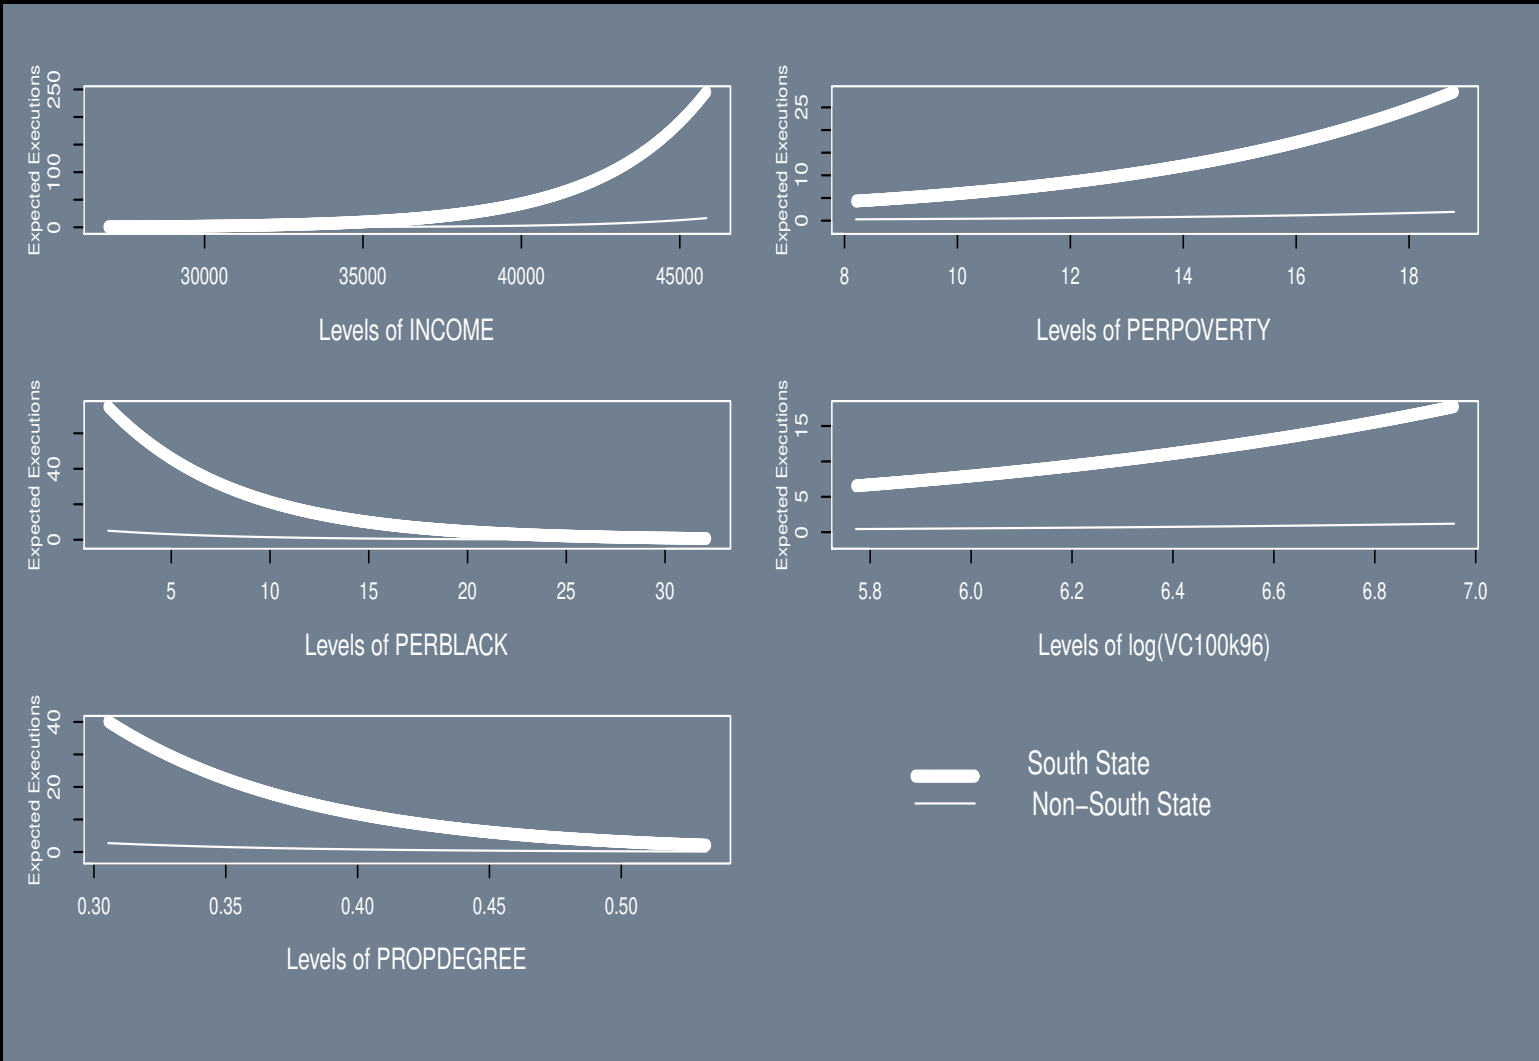 Expected Executions
0 100 250
30000 35000 40000 45000
Levels of INCOME
Expected Executions
0 10 25
8 10 12 14 16 18
Levels of PERPOVERTY
Expected Executions
0 40
5 10 15 20 25 30
Levels of PERBLACK
Expected Executions
0 5 15
5.8 6.0 6.2 6.4 6.6 6.8 7.0
Levels of log(VC100k96)
Expected Executions
0 20 40
0.30 0.35 0.40 0.45 0.50
Levels of PROPDEGREE
South State
Non−South State